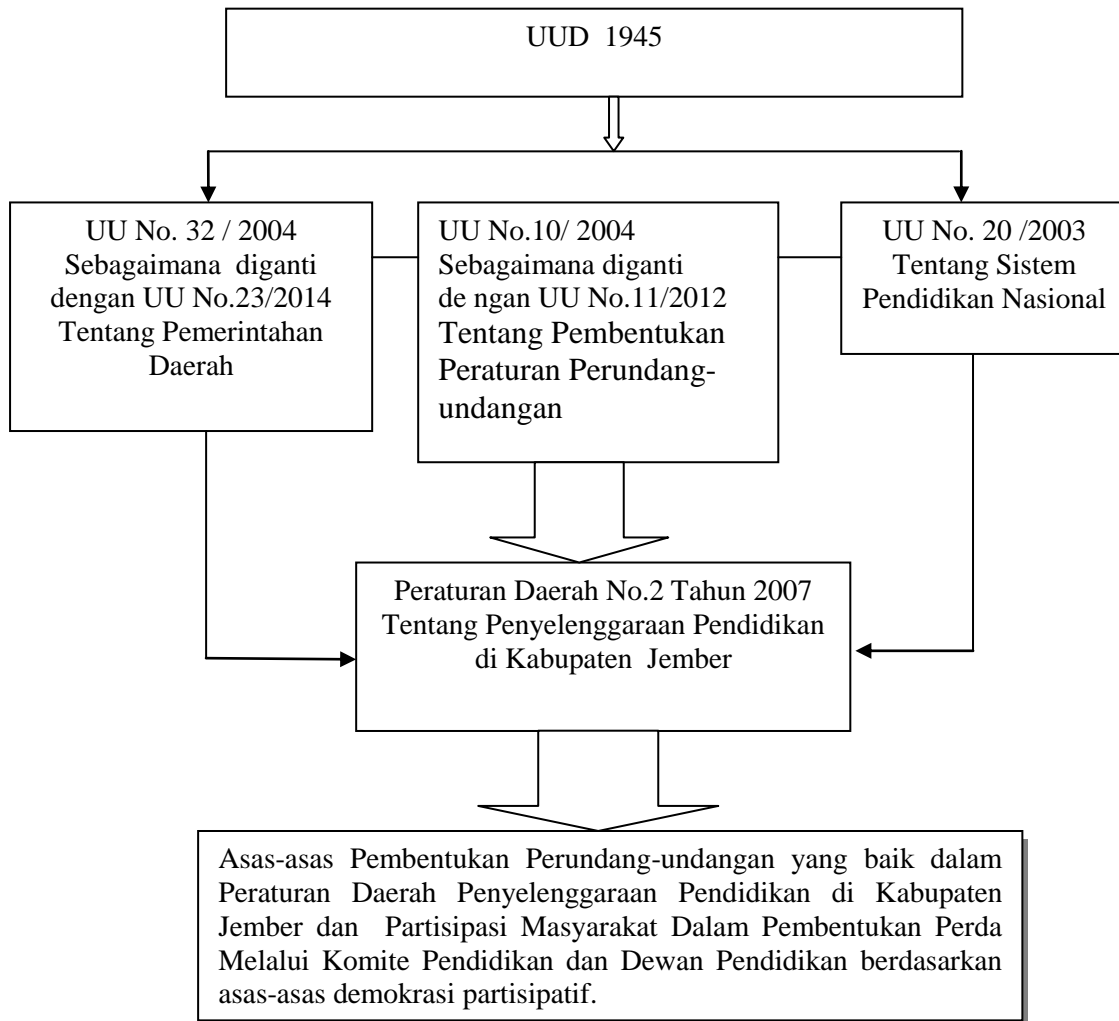 UUD 1945
UU No. 32 / 2004
Sebagaimana diganti
dengan UU No.23/2014
Tentang Pemerintahan
Daerah
UU No.10/ 2004
Sebagaimana diganti
de ngan UU No.11/2012
Tentang Pembentukan
Peraturan Perundang-
undangan
UU No. 20 /2003
Tentang Sistem
Pendidikan Nasional
Peraturan Daerah No.2 Tahun 2007
Tentang Penyelenggaraan Pendidikan
di Kabupaten Jember
Asas-asas Pembentukan Perundang-undangan yang baik dalam
Peraturan Daerah Penyelenggaraan Pendidikan di Kabupaten
Jember dan Partisipasi Masyarakat Dalam Pembentukan Perda
Melalui Komite Pendidikan dan Dewan Pendidikan berdasarkan
asas-asas demokrasi partisipatif.